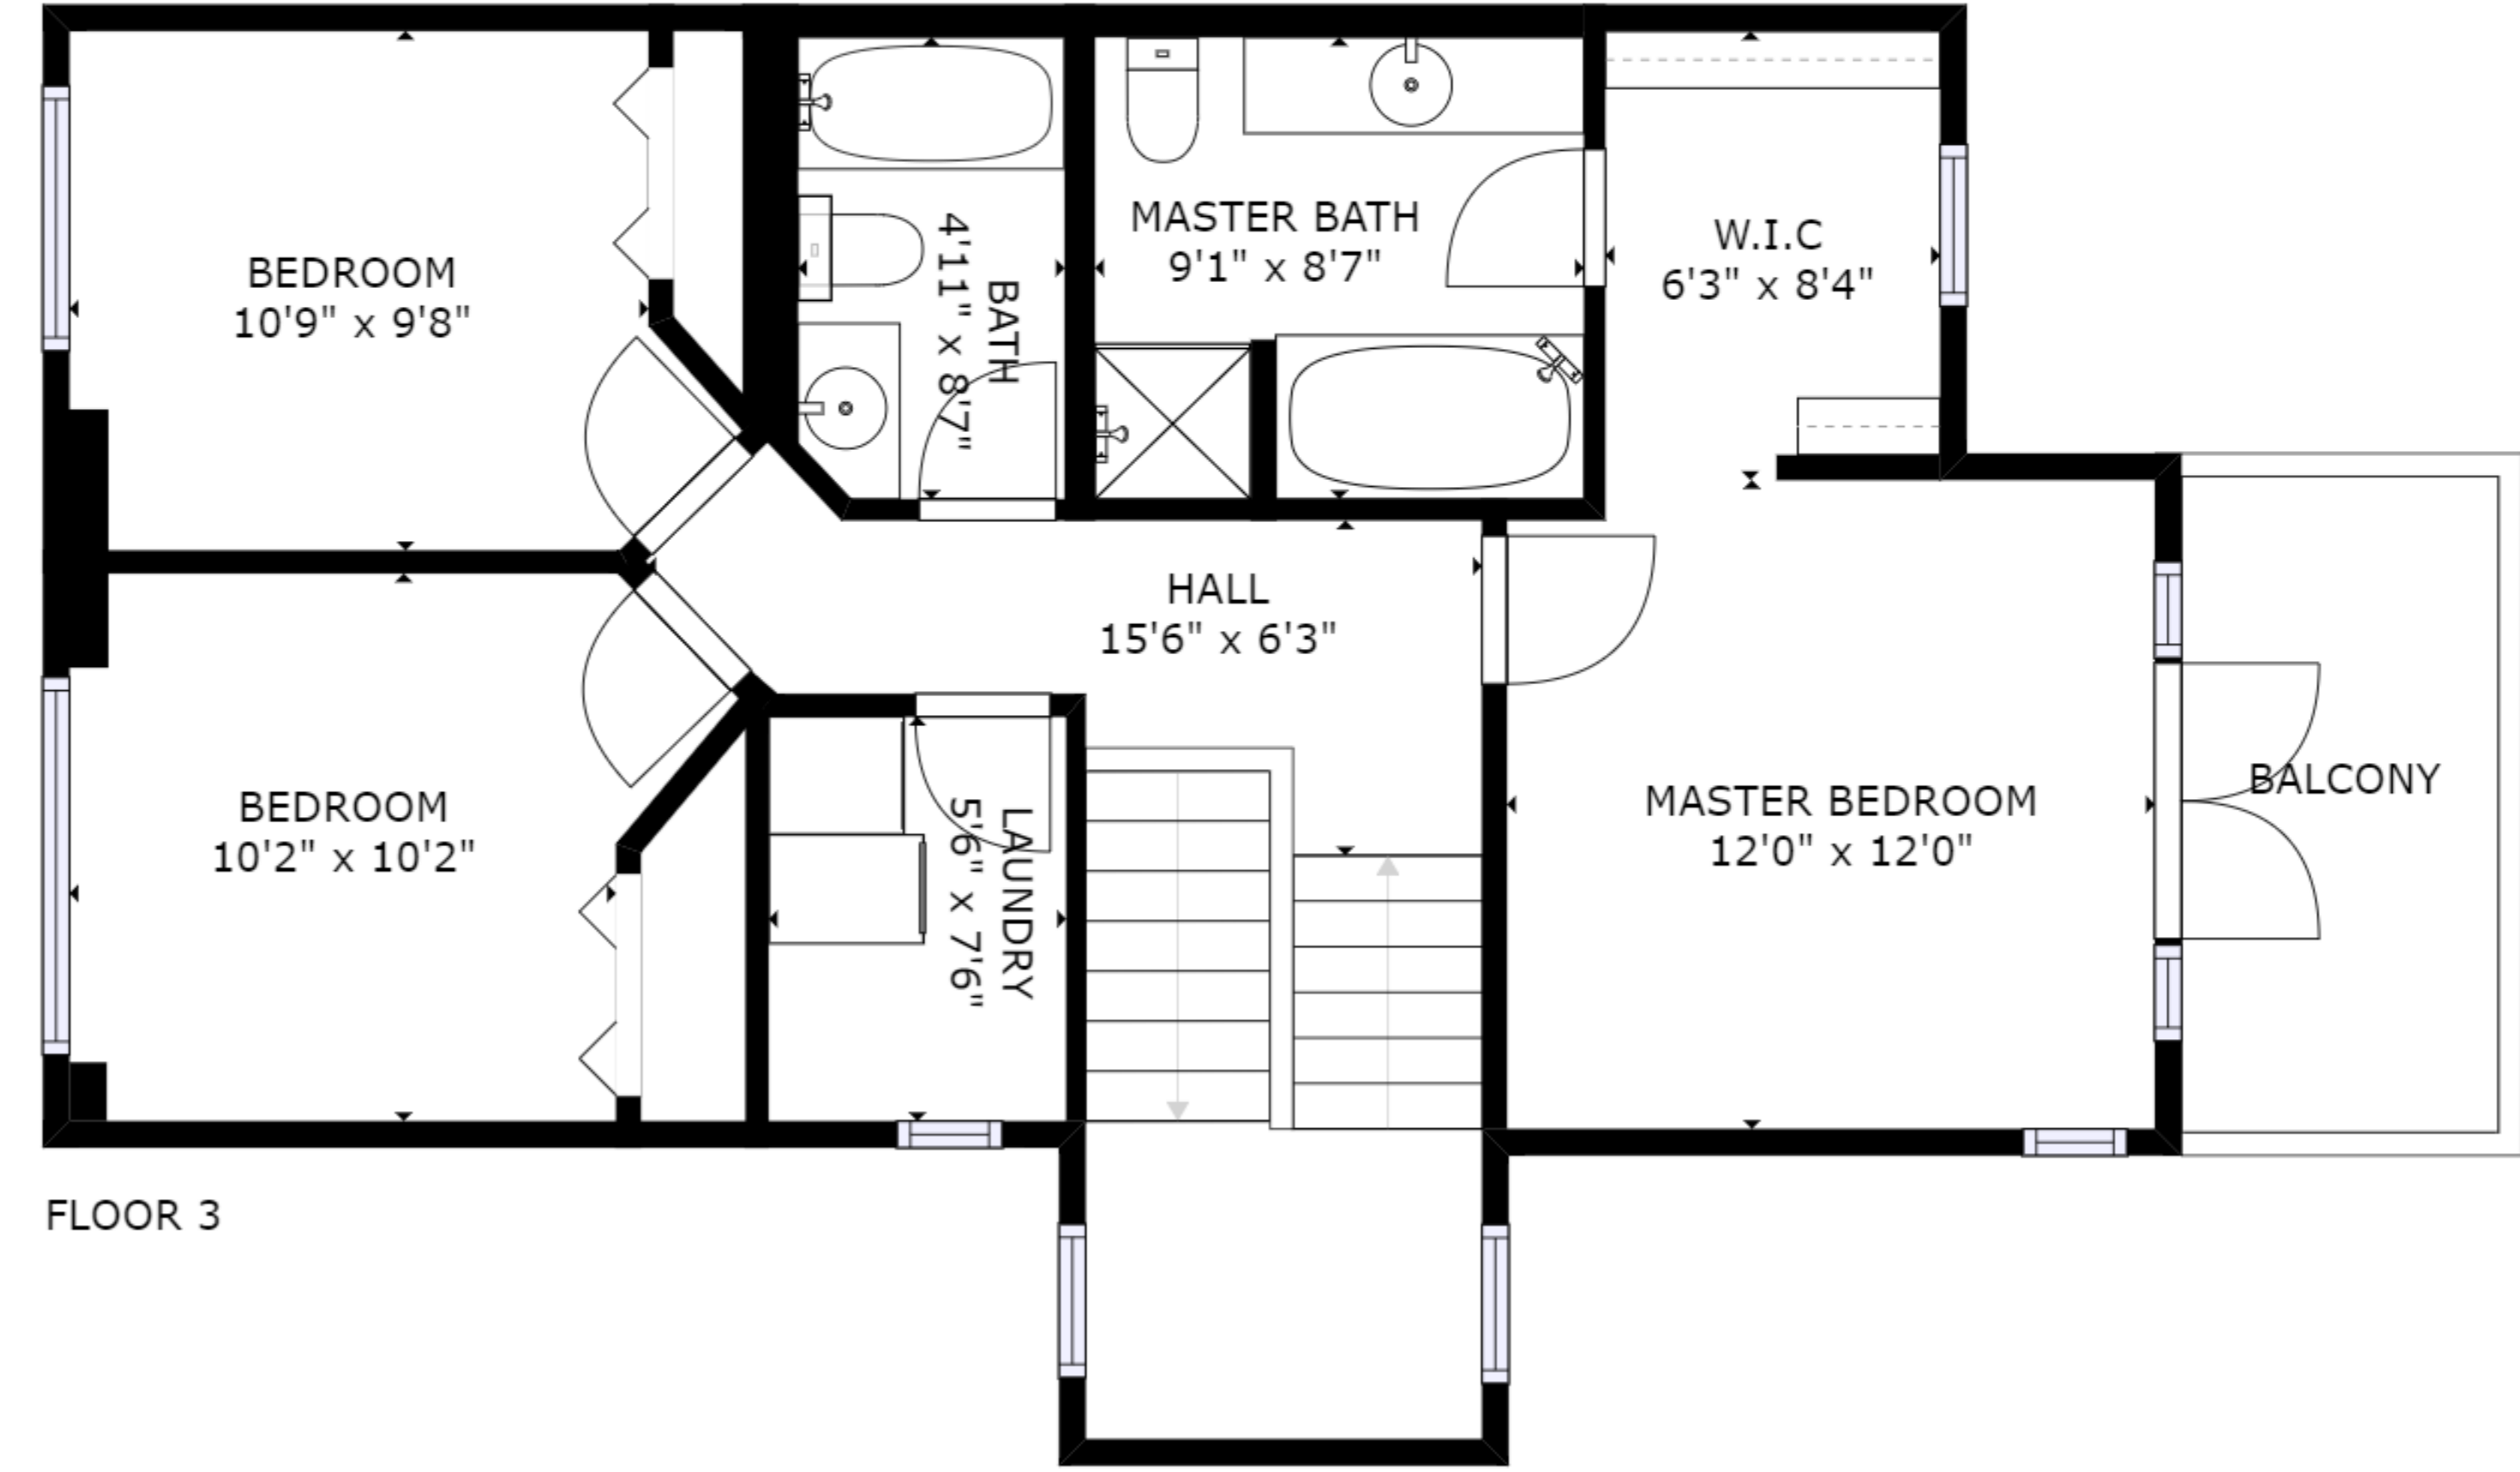 BEDROOM
10'9" x 9'8"
BATH
4'11" x 8'7"
MASTER BATH
9'1" x 8'7"
W.I.C
6'3" x 8'4"
HALL
15'6" x 6'3"
BEDROOM
10'2" x 10'2"
LAUNDRY
5'6" x 7'6"
MASTER BEDROOM
12'0" x 12'0"
BALCONY
FLOOR 3